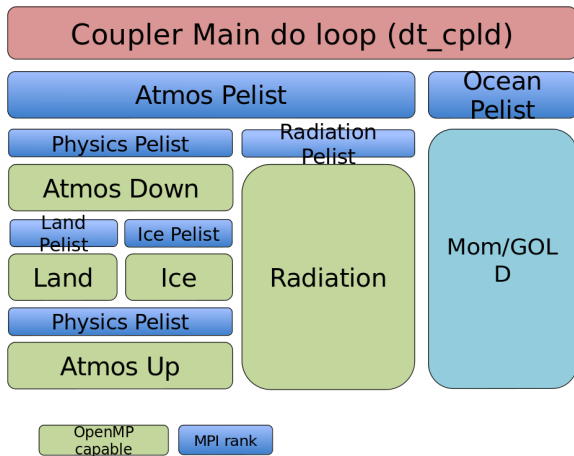 Coupler Main do loop (dt_cpld)
Atmos Pelist
Ocean
Pelist
Physics Pelist
Radiation
Pelist
Atmos Down
Land
Pelist
Ice Pelist
Land
Ice
Radiation
Mom/GOL
D
Physics Pelist
Atmos Up
OpenMP
capable
MPI rank